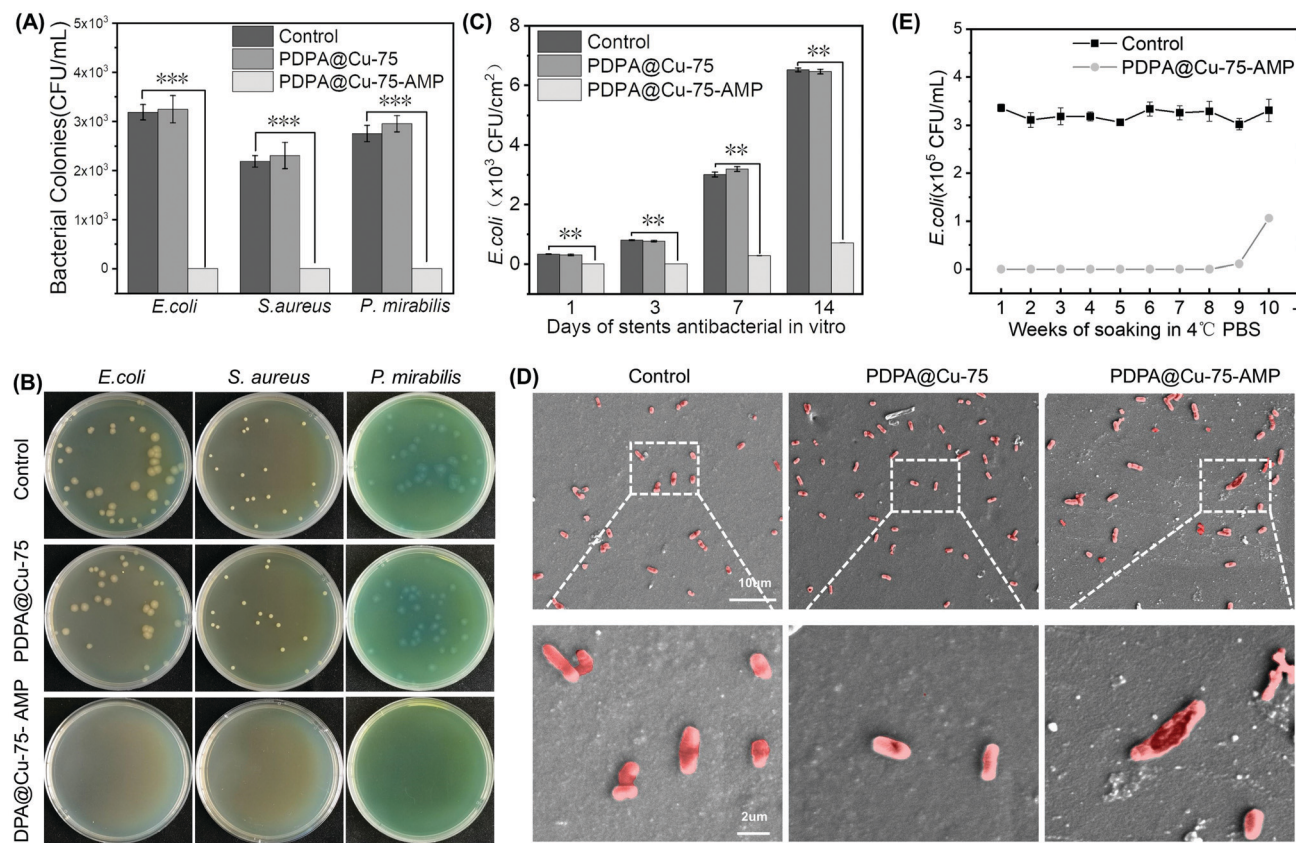 (A)
Bacterial Colonies(CFU/mL)
5x10³
4x10³
3x10³
2x10³
1x10³
0
Control
PDPA@Cu-75
PDPA@Cu-75-AMP
***
***
***
E.coli
S.aureus
P. mirabilis
(C)
E.coli（x10³ CFU/cm²)
8
6
4
2
0
Control
PDPA@Cu-75
PDPA@Cu-75-AMP
**
**
**
**
1
3
7
14
Days of stents antibacterial in vitro
(E)
E.coli(x10⁵ CFU/mL)
5
4
3
2
1
0
Control
PDPA@Cu-75-AMP
1 2 3 4 5 6 7 8 9 10 -
Weeks of soaking in 4℃ PBS
(B)
E.coli
S. aureus
P. mirabilis
Control
PDPA@Cu-75
DPA@Cu-75- AMP
(D)
Control
PDPA@Cu-75
PDPA@Cu-75-AMP
10um
2um